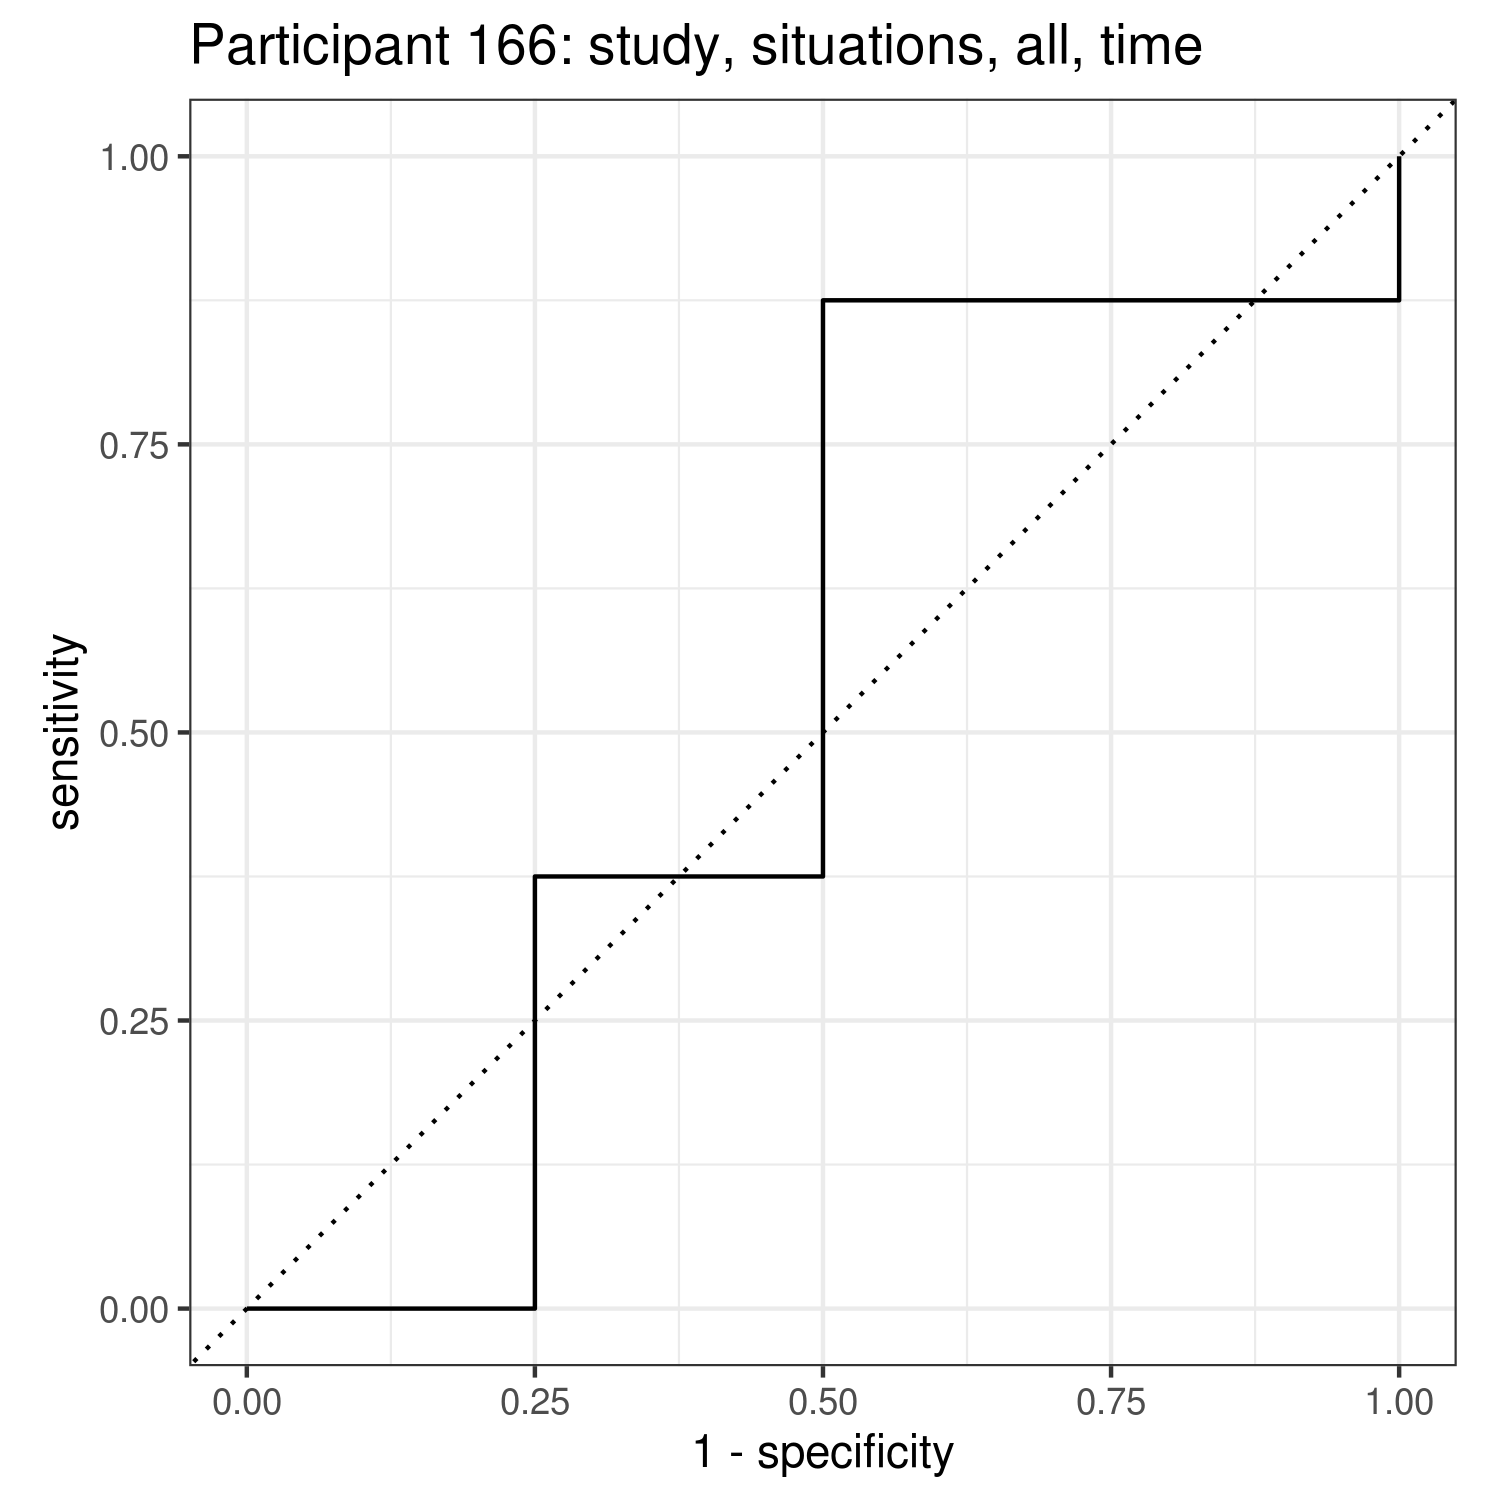 Participant 166: study, situations, all, time
1.00
0.75
0.50
0.25
0.00
sensitivity
0.00 0.25 0.50 0.75 1.00
1 - specificity